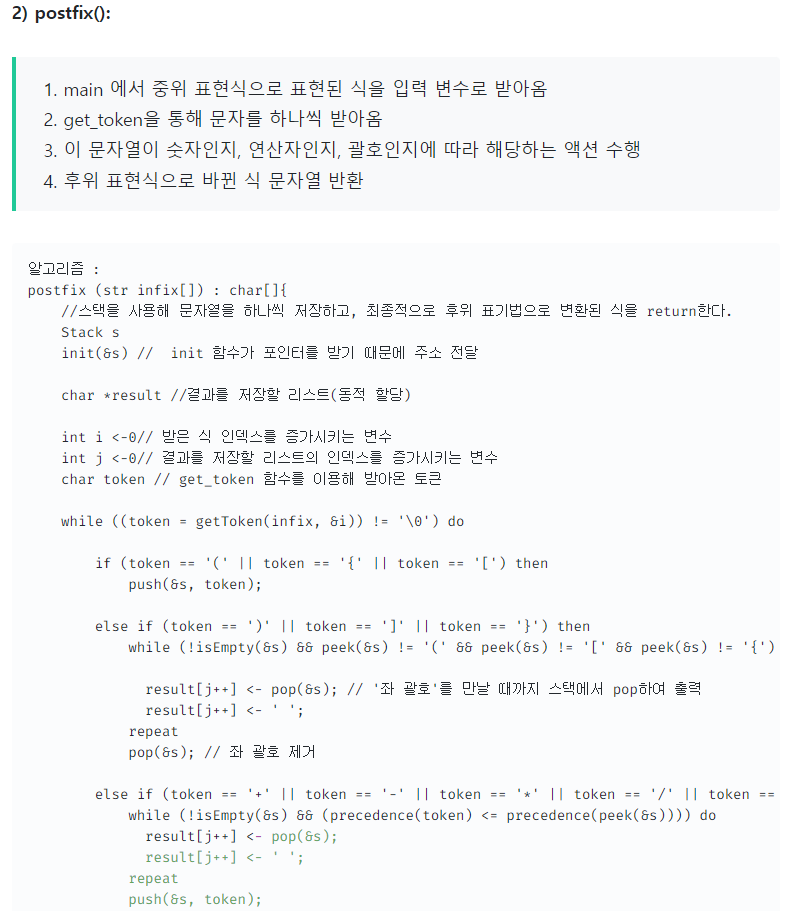 2) postfix():
1. main 에서 중위 표현식으로 표현된 식을 입력 변수로 받아옴
2. get_token을 통해 문자를 하나씩 받아옴
3. 이 문자열이 숫자인지, 연산자인지, 괄호인지에 따라 해당하는 액션 수행
4. 후위 표현식으로 바뀐 식 문자열 반환
알고리즘 :
postfix (str infix[]) : char[]{
//스택을 사용해 문자열을 하나씩 저장하고, 최종적으로 후위 표기법으로 변환된 식을 return한다.
Stack s
init(&s) // init 함수가 포인터를 받기 때문에 주소 전달
char *result //결과를 저장할 리스트(동적 할당)
int i <-0// 받은 식 인덱스를 증가시키는 변수
int j <-0// 결과를 저장할 리스트의 인덱스를 증가시키는 변수
char token // get_token 함수를 이용해 받아온 토큰
while ((token = getToken(infix, &i)) != '\0') do
if (token == '(' || token == '{' || token == '[') then
push(&s, token);
else if (token == ')' || token == ']' || token == '}') then
while (!isEmpty(&s) && peek(&s) != '(' && peek(&s) != '[' && peek(&s) != '{')
result[j++] <- pop(&s); // '좌 괄호'를 만날 때까지 스택에서 pop하여 출력
result[j++] <- ' ';
repeat
pop(&s); // 좌 괄호 제거
else if (token == '+' || token == '-' || token == '*' || token == '/' || token ==
while (!isEmpty(&s) && (precedence(token) <= precedence(peek(&s)))) do
result[j++] <- pop(&s);
result[j++] <- ' ';
repeat
push(&s, token);